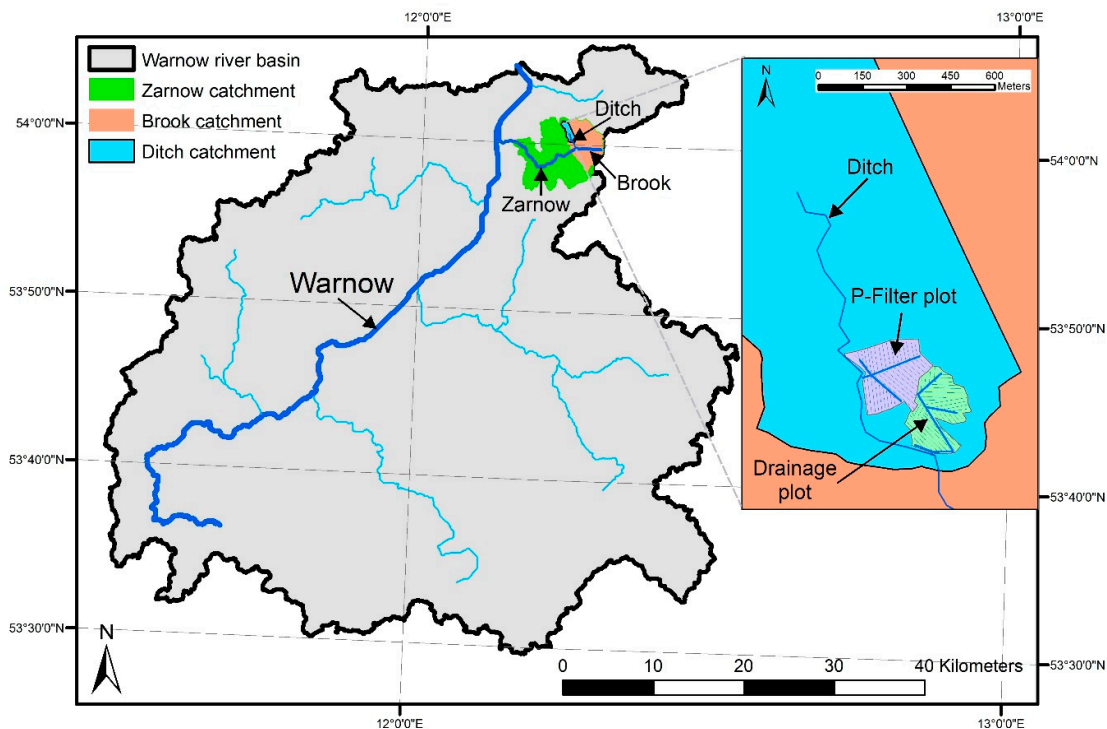 12°0'0"E
13°0'0"E
Warnow river basin
Zarnow catchment
Brook catchment
Ditch catchment
N
0 150 300 450 600
Meters
54°0'0"N
54°0'0"N
Ditch
Brook
Zarnow
Ditch
Warnow
53°50'0"N
P-Filter plot
53°50'0"N
53°40'0"N
Drainage
plot
53°40'0"N
53°30'0"N
N
0 10 20 30 40 Kilometers
53°30'0"N
12°0'0"E
13°0'0"E